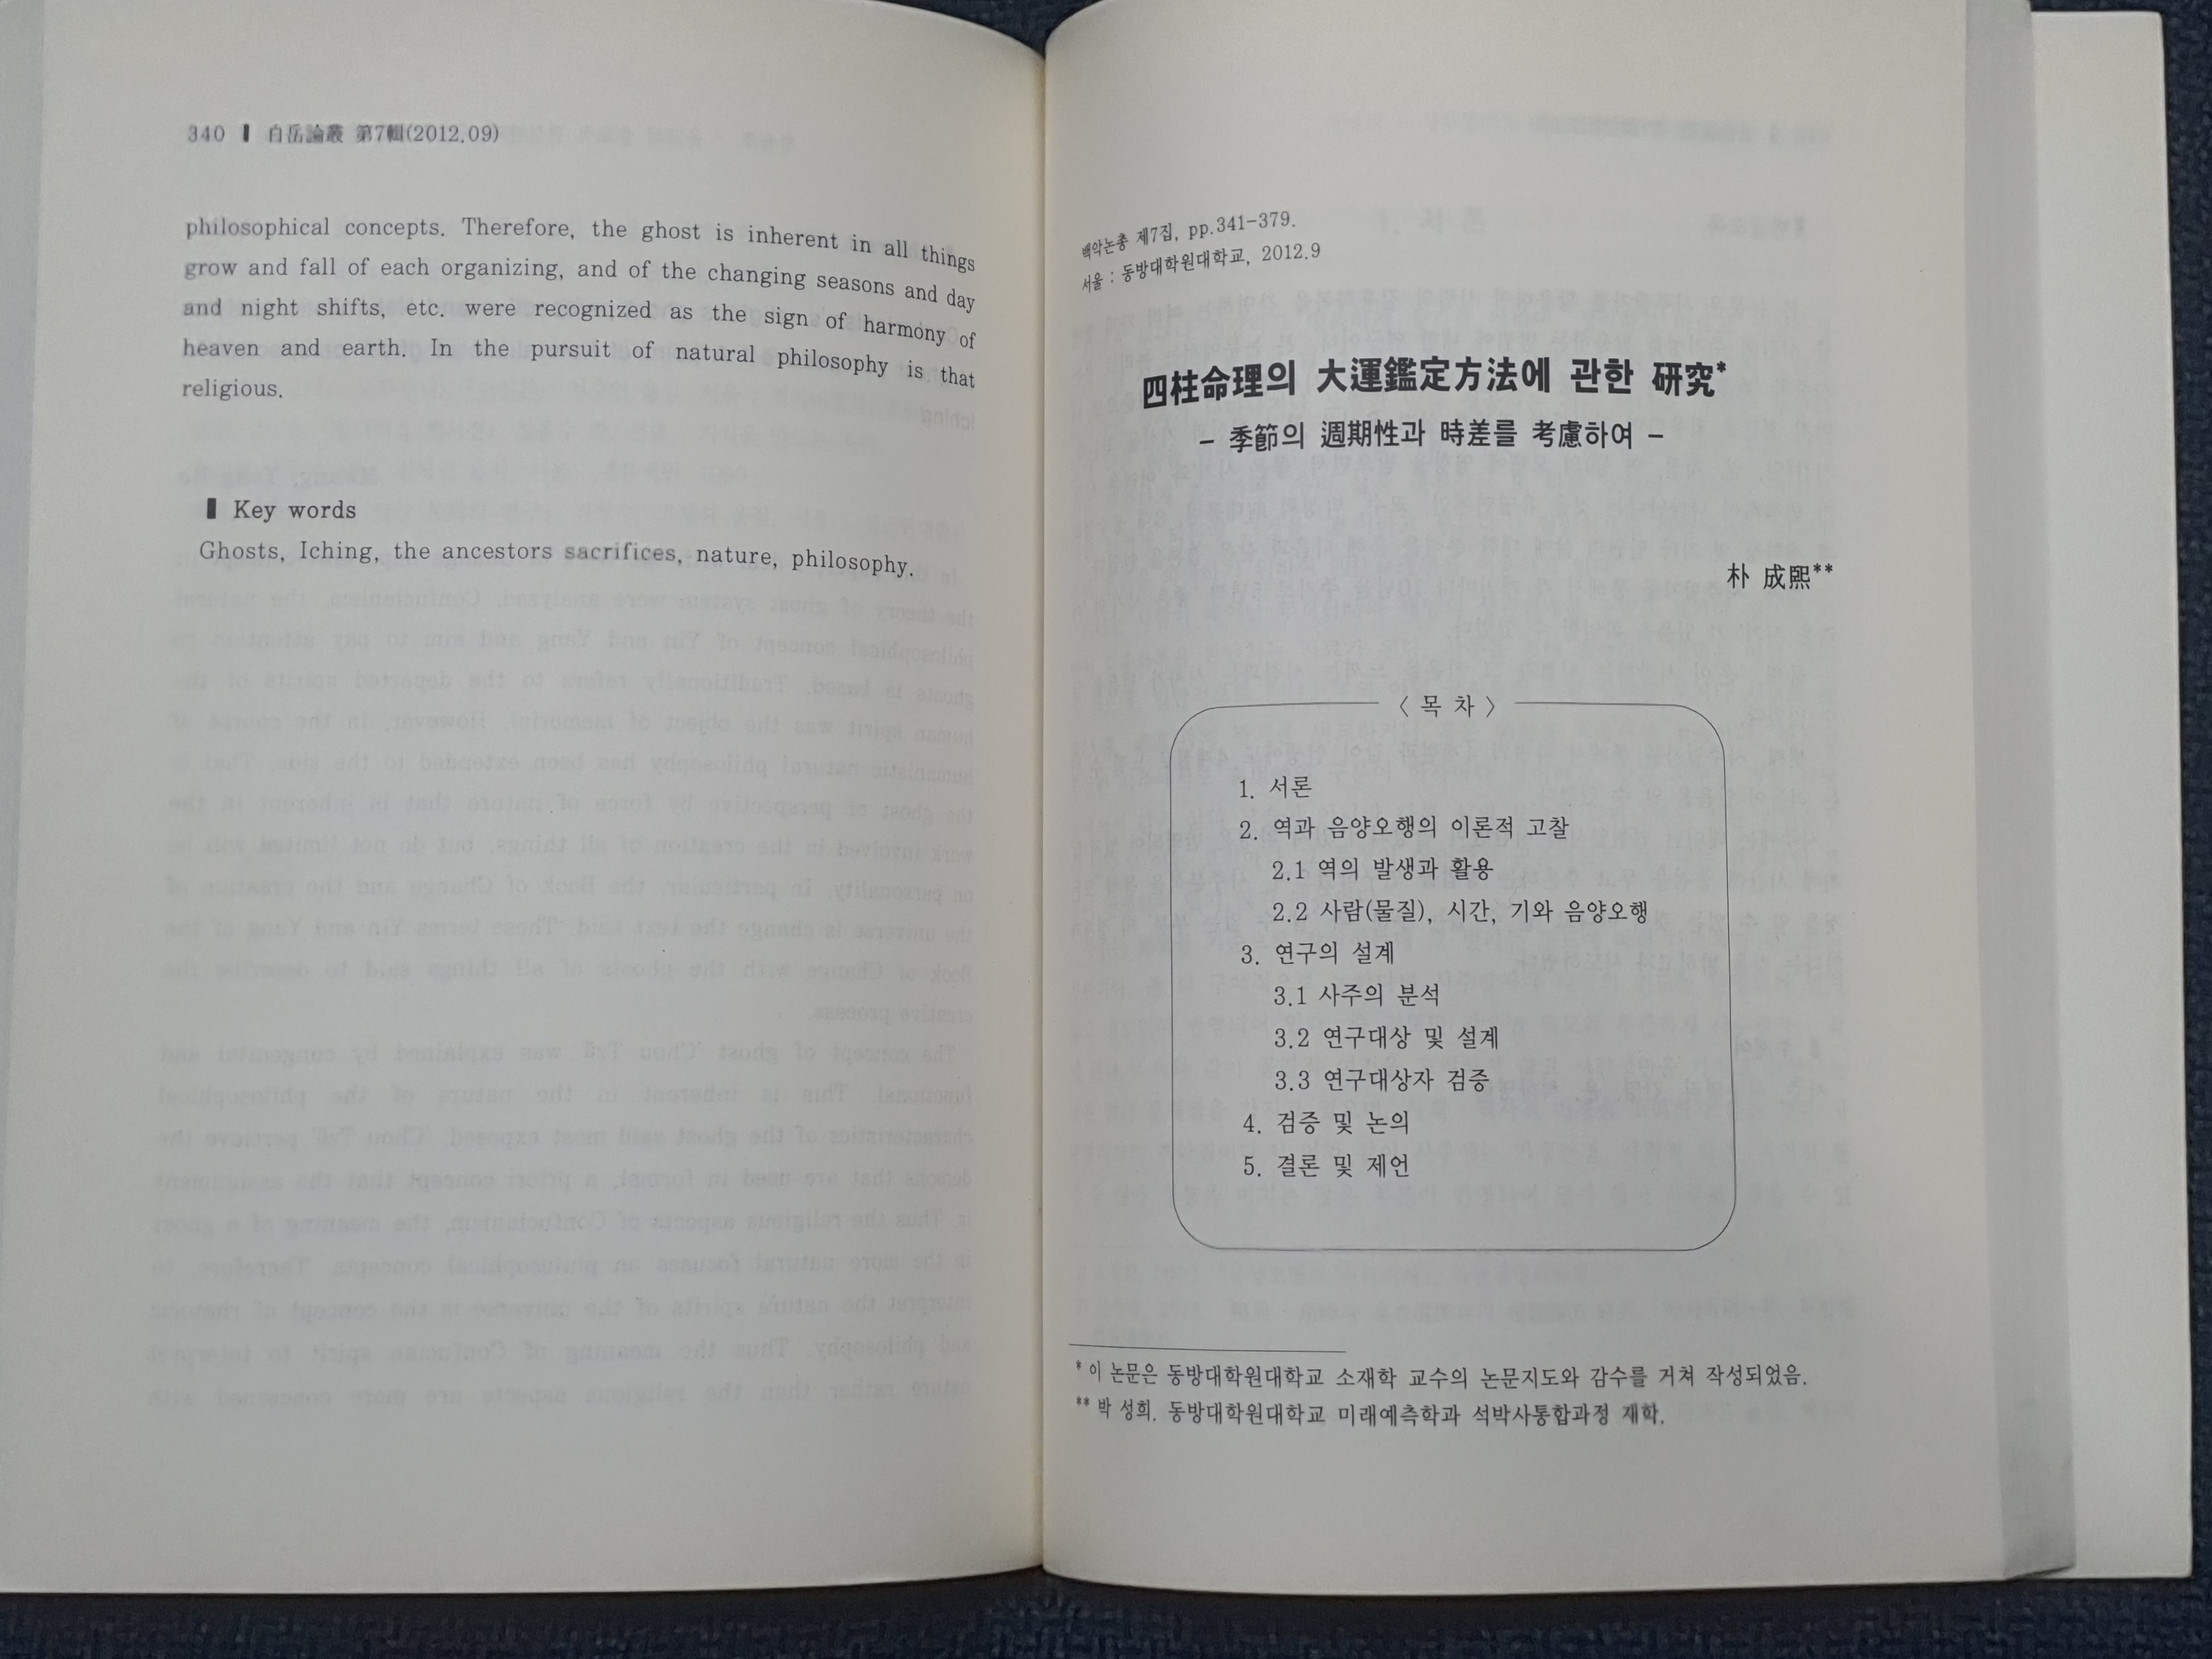 340 ▌ 白岳論叢 第7輯(2012.09)
philosophical concepts. Therefore, the ghost is inherent in all things
grow and fall of each organizing, and of the changing seasons and day
and night shifts, etc. were recognized as the sign of harmony of
heaven and earth. In the pursuit of natural philosophy is that
religious.
▌ Key words
Ghosts, Iching, the ancestors sacrifices, nature, philosophy.
백악논총 제7집, pp.341-379.
서울 : 동방대학원대학교, 2012.9
四柱命理의 大運鑑定方法에 관한 硏究*
- 季節의 週期性과 時差를 考慮하여 -
朴 成熙**
〈 목 차 〉
1. 서론
2. 역과 음양오행의 이론적 고찰
2.1 역의 발생과 활용
2.2 사람(물질), 시간, 기와 음양오행
3. 연구의 설계
3.1 사주의 분석
3.2 연구대상 및 설계
3.3 연구대상자 검증
4. 검증 및 논의
5. 결론 및 제언
* 이 논문은 동방대학원대학교 소재학 교수의 논문지도와 감수를 거쳐 작성되었음.
** 박 성희. 동방대학원대학교 미래예측학과 석박사통합과정 재학.